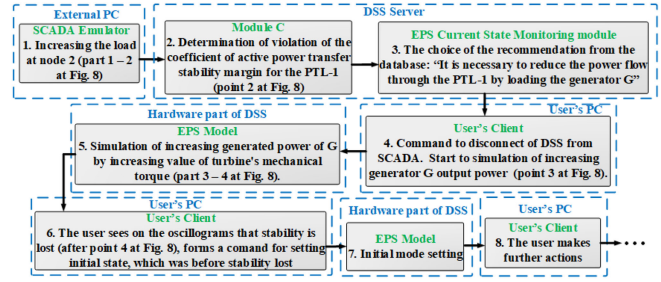 External PC
DSS Server
SCADA Emulator
1. Increasing the load
at node 2 (part 1 – 2
at Fig. 8)
Module C
2. Determination of violation of the
coefficient of active power transfer
stability margin for the PTL-1
(point 2 at Fig. 8)
EPS Current State Monitoring module
3. The choice of the recommendation from the
database: “It is necessary to reduce the power flow
through the PTL-1 by loading the generator G”
Hardware part of DSS
EPS Model
5. Simulation of increasing generated power of G
by increasing value of turbine's mechanical
torque (part 3 – 4 at Fig. 8).
User’s PC
User’s Client
4. Command to disconnect of DSS from
SCADA. Start to simulation of increasing
generator G output power (point 3 at Fig. 8).
User’s PC
User’s Client
6. The user sees on the oscillograms that stability is
lost (after point 4 at Fig. 8), forms a comand for setting
initial state, which was before stability lost
Hardware part of DSS
EPS Model
7. Initial mode setting
User’s PC
User’s Client
8. The user makes
further actions